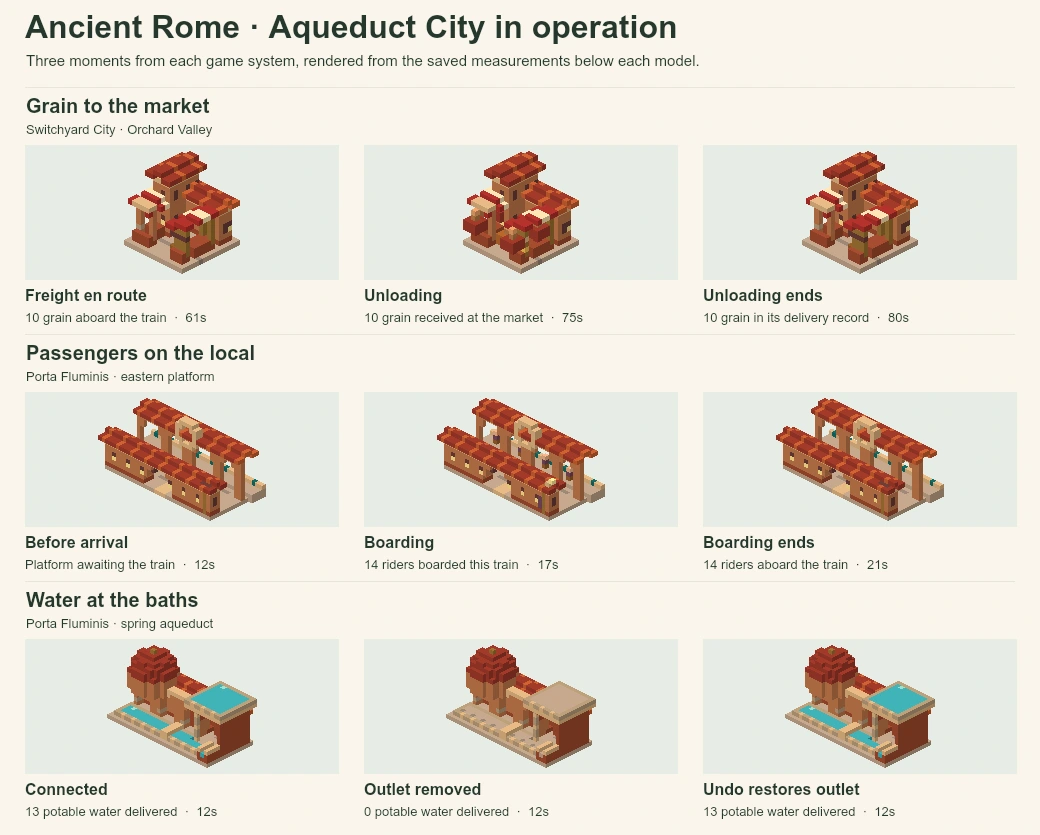 Ancient Rome · Aqueduct City in operation
Three moments from each game system, rendered from the saved measurements below each model.
Grain to the market
Switchyard City · Orchard Valley
Freight en route
10 grain aboard the train · 61s
Unloading
10 grain received at the market · 75s
Unloading ends
10 grain in its delivery record · 80s
Passengers on the local
Porta Fluminis · eastern platform
Before arrival
Platform awaiting the train · 12s
Boarding
14 riders boarded this train · 17s
Boarding ends
14 riders aboard the train · 21s
Water at the baths
Porta Fluminis · spring aqueduct
Connected
13 potable water delivered · 12s
Outlet removed
0 potable water delivered · 12s
Undo restores outlet
13 potable water delivered · 12s